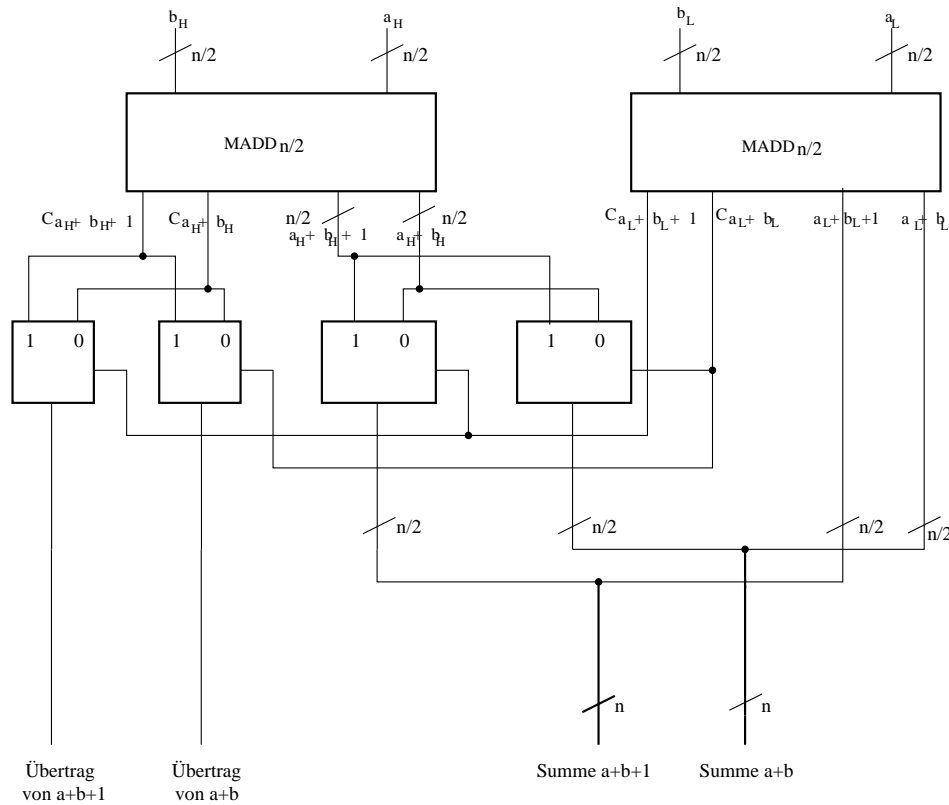 b_H a_H b_L a_L
n/2 n/2 n/2 n/2
MADD n/2 MADD n/2
C a_H + b_H + 1 C a_H + b_H n/2 n/2 C a_L + b_L + 1 C a_L + b_L a_L + b_L + 1 a_L + b_L
a_H + b_H + 1 a_H + b_H
1 0 1 0 1 0 1 0
n/2 n/2 n/2 n/2
n n
Übertrag von a+b+1
Übertrag von a+b
Summe a+b+1
Summe a+b